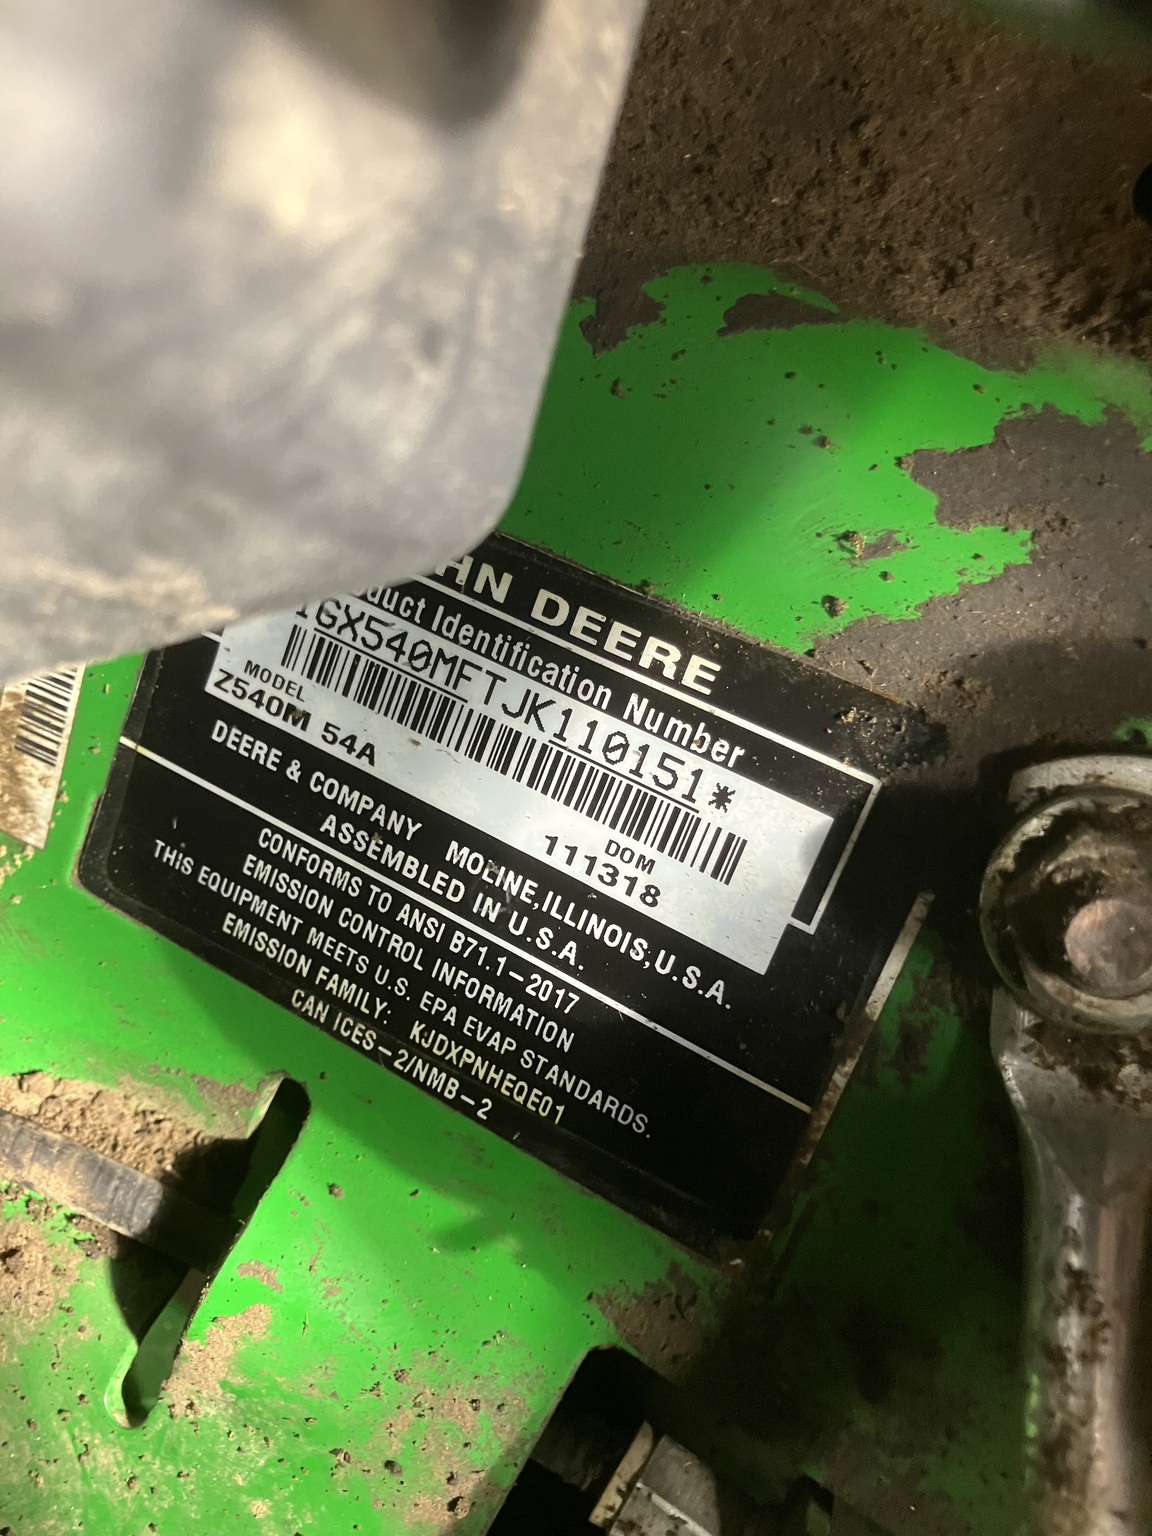 HN DEERE
duct Identification Number
1GX540MFTJK110151*
MODEL
Z540M 54A
DOM
111318
DEERE & COMPANY MOLINE, ILLINOIS, U.S.A.
ASSEMBLED IN U.S.A.
CONFORMS TO ANSI B71.1-2017
EMISSION CONTROL INFORMATION
THIS EQUIPMENT MEETS U.S. EPA EVAP STANDARDS.
EMISSION FAMILY: KJDXPNHEQE01
CAN ICES-2/NMB-2